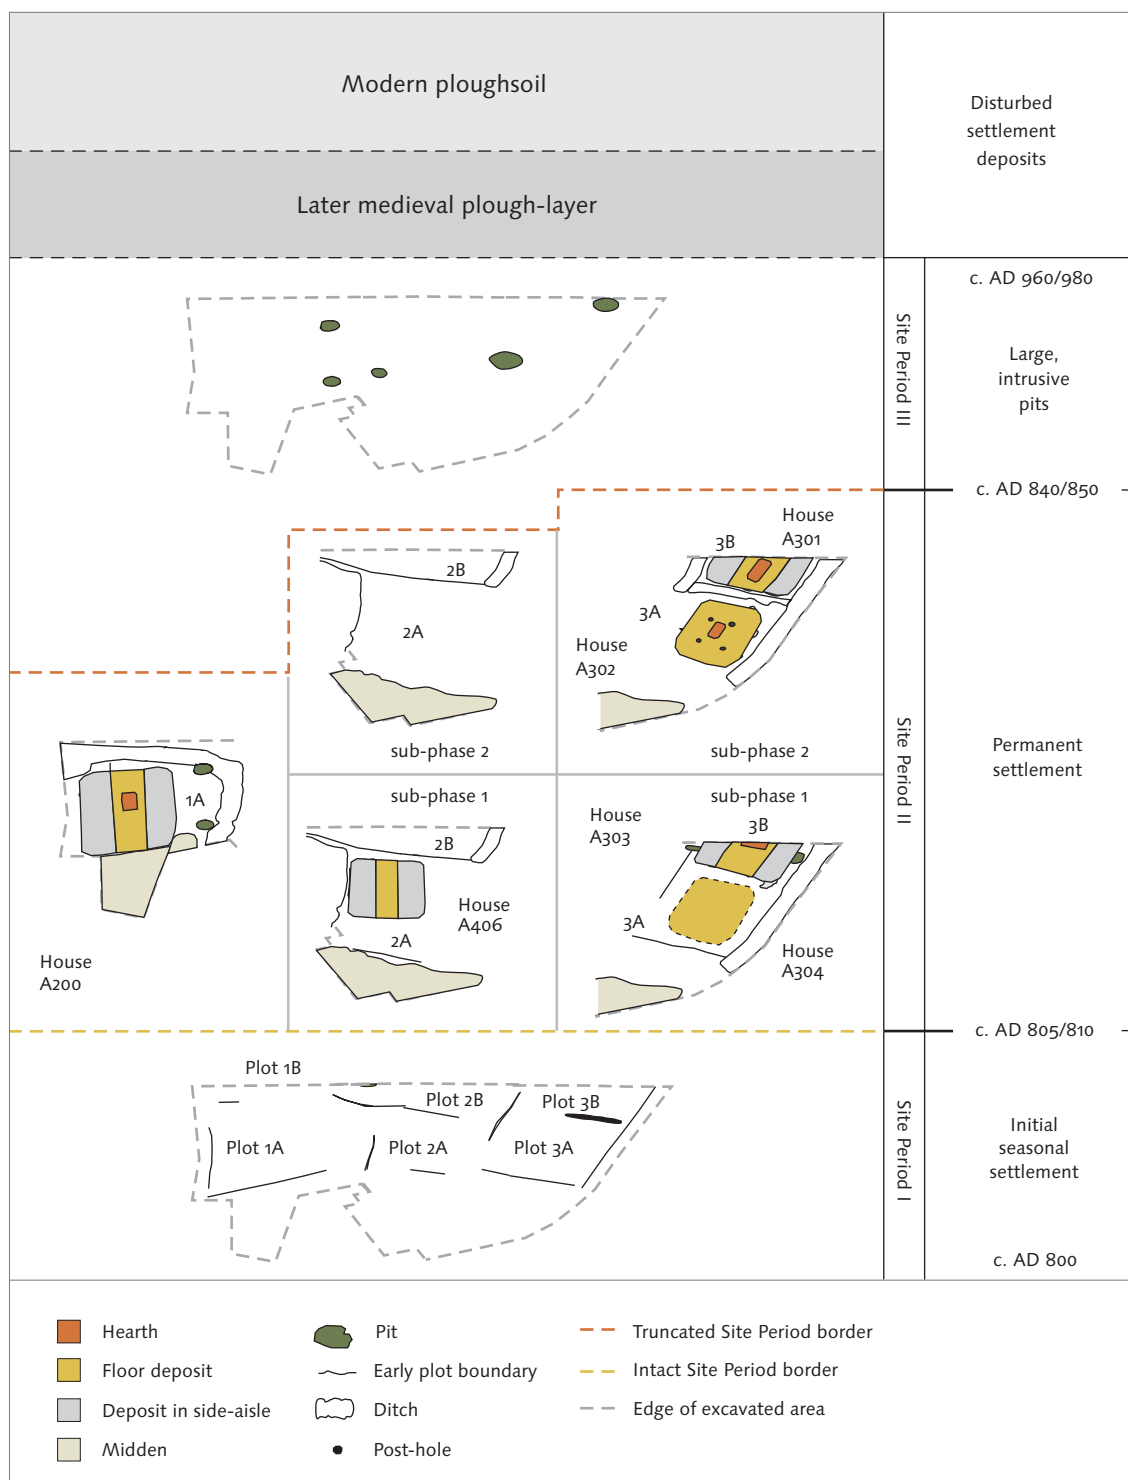 Modern ploughsoil
Later medieval plough-layer
Disturbed
settlement
deposits
c. AD 960/980
Site Period III
Large,
intrusive
pits
c. AD 840/850
House
A301
3B
2B
3A
2A
House
A302
sub-phase 2
sub-phase 2
Site Period II
Permanent
settlement
1A
sub-phase 1
sub-phase 1
House
A303
3B
2B
House
A406
3A
2A
House
A304
House
A200
c. AD 805/810
Plot 1B
Plot 2B
Plot 3B
Plot 1A
Plot 2A
Plot 3A
Site Period I
Initial
seasonal
settlement
c. AD 800
Hearth
Floor deposit
Deposit in side-aisle
Midden
Pit
Early plot boundary
Ditch
Post-hole
Truncated Site Period border
Intact Site Period border
Edge of excavated area